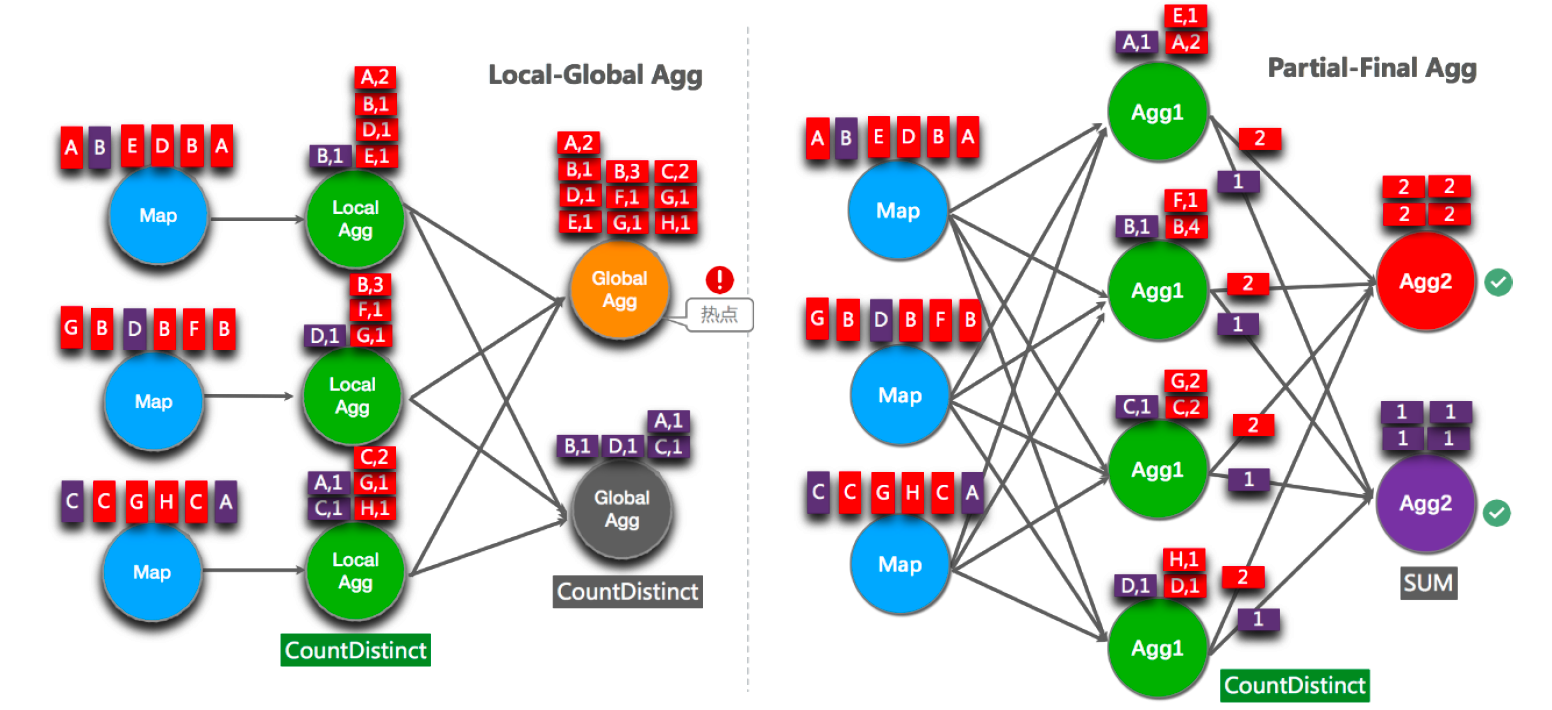 Local-Global Agg
A B E D B A
Map
B,1
A,2
B,1
D,1
E,1
Local
Agg
G B D B F B
Map
D,1
B,3
F,1
G,1
Local
Agg
C C G H C A
Map
A,1
C,1
C,2
G,1
H,1
Local
Agg
CountDistinct
A,2
B,1 B,3 C,2
D,1 F,1 G,1
E,1 G,1 H,1
Global
Agg
热点
A,1
B,1 D,1 C,1
Global
Agg
CountDistinct
Partial-Final Agg
A B E D B A
Map
G B D B F B
Map
C C G H C A
Map
E,1
A,1 A,2
Agg1
2
1
F,1
B,1 B,4
Agg1
2
1
G,2
C,1 C,2
Agg1
2
1
H,1
D,1 D,1
Agg1
2
1
CountDistinct
2 2
2 2
Agg2
1 1
1 1
Agg2
SUM